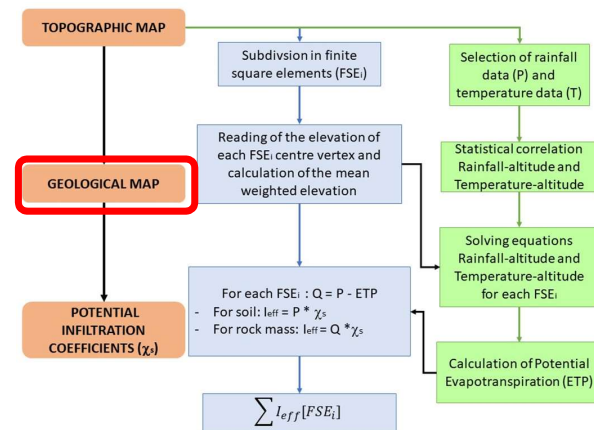 TOPOGRAPHIC MAP
Subdivsion in finite
square elements (FSEᵢ)
Selection of rainfall
data (P) and
temperature data (T)
Reading of the elevation of
each FSEᵢ centre vertex and
calculation of the mean
weighted elevation
Statistical correlation
Rainfall-altitude and
Temperature-altitude
GEOLOGICAL MAP
Solving equations
Rainfall-altitude and
Temperature-altitude
for each FSEᵢ
For each FSEᵢ : Q = P - ETP
- For soil: Iₑff = P * χₛ
- For rock mass: Iₑff = Q *χₛ
POTENTIAL
INFILTRATION
COEFFICIENTS (χₛ)
Calculation of Potential
Evapotranspiration (ETP)
∑ I_eff[FSEᵢ]